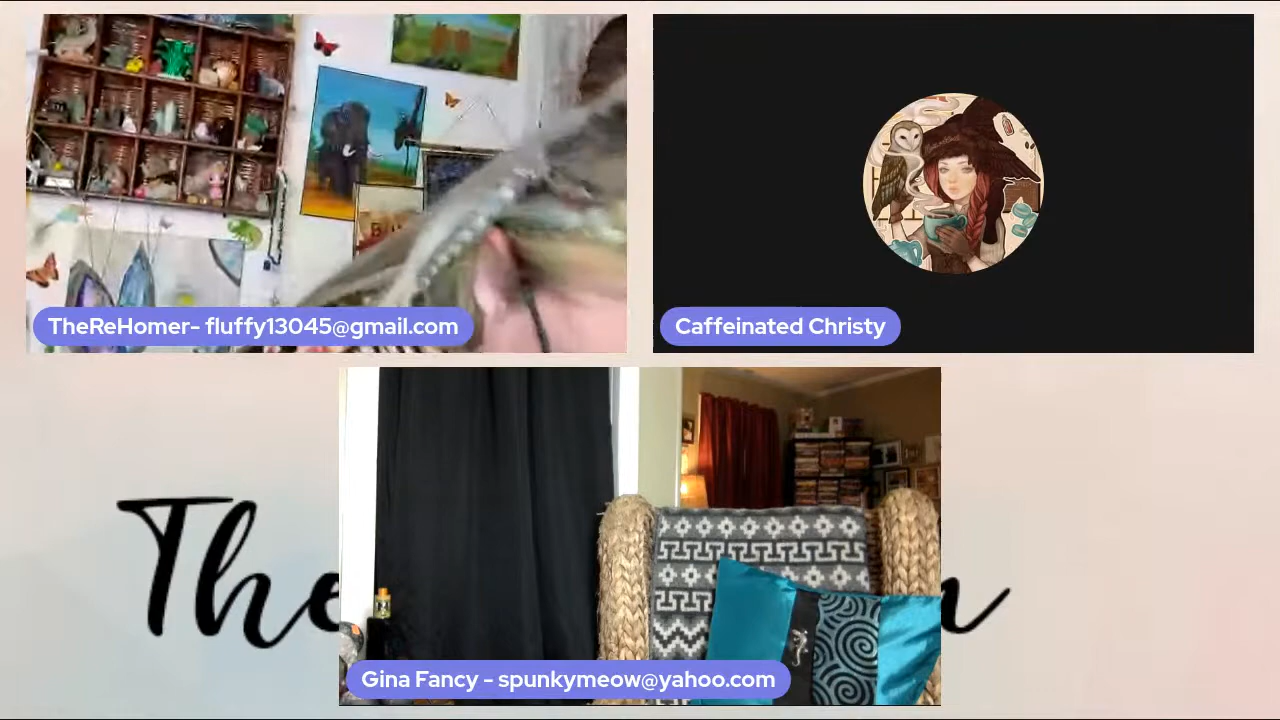 TheReHomer- fluffy13045@gmail.com
Caffeinated Christy
The
Gina Fancy - spunkymeow@yahoo.com